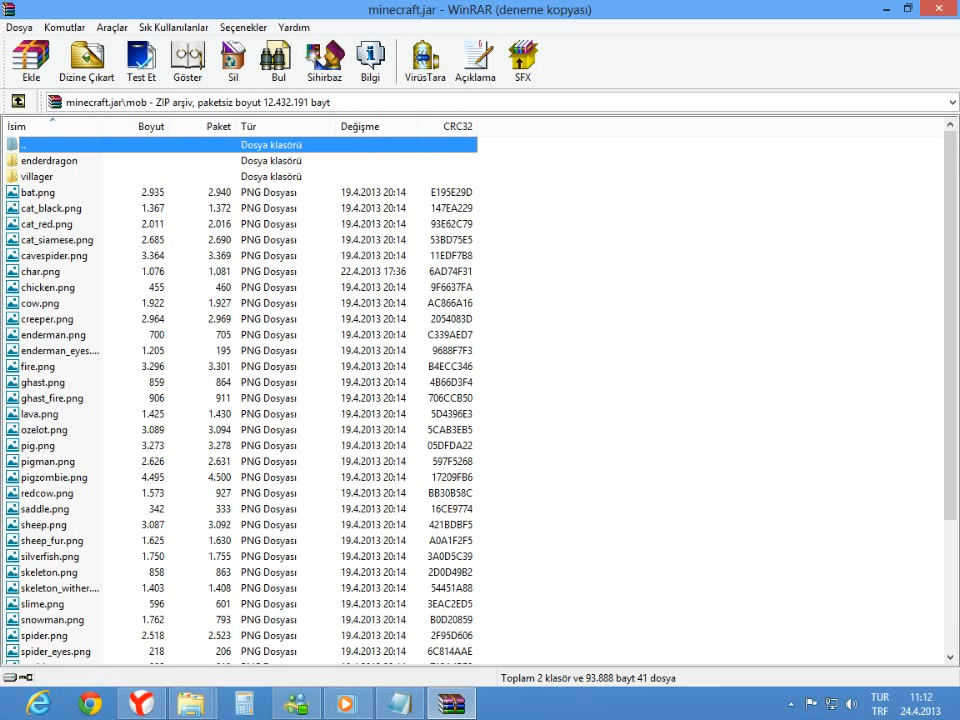 minecraft.jar - WinRAR (deneme kopyası)
Dosya Komutlar Araçlar Sık Kullanılanlar Seçenekler Yardım
Ekle Dizine Çıkart Test Et Göster Sil Bul Sihirbaz Bilgi VirüsTara Açıklama SFX
minecraft.jar\mob - ZIP arşiv, paketsiz boyut 12.432.191 bayt
İsim Boyut Paket Tür Değişme CRC32
.. Dosya klasörü
enderdragon Dosya klasörü
villager Dosya klasörü
bat.png 2.935 2.940 PNG Dosyası 19.4.2013 20:14 E195E29D
cat_black.png 1.367 1.372 PNG Dosyası 19.4.2013 20:14 147EA229
cat_red.png 2.011 2.016 PNG Dosyası 19.4.2013 20:14 93E62C79
cat_siamese.png 2.685 2.690 PNG Dosyası 19.4.2013 20:14 53BD75E5
cavespider.png 3.364 3.369 PNG Dosyası 19.4.2013 20:14 11EDF7B8
char.png 1.076 1.081 PNG Dosyası 22.4.2013 17:36 6AD74F31
chicken.png 455 460 PNG Dosyası 19.4.2013 20:14 9F6637FA
cow.png 1.922 1.927 PNG Dosyası 19.4.2013 20:14 AC866A16
creeper.png 2.964 2.969 PNG Dosyası 19.4.2013 20:14 2054083D
enderman.png 700 705 PNG Dosyası 19.4.2013 20:14 C339AED7
enderman_eyes.... 1.205 195 PNG Dosyası 19.4.2013 20:14 9688F7F3
fire.png 3.296 3.301 PNG Dosyası 19.4.2013 20:14 B4ECC346
ghast.png 859 864 PNG Dosyası 19.4.2013 20:14 4B66D3F4
ghast_fire.png 906 911 PNG Dosyası 19.4.2013 20:14 706CCB50
lava.png 1.425 1.430 PNG Dosyası 19.4.2013 20:14 5D4396E3
ozelot.png 3.089 3.094 PNG Dosyası 19.4.2013 20:14 5CAB3EB5
pig.png 3.273 3.278 PNG Dosyası 19.4.2013 20:14 05DFDA22
pigman.png 2.626 2.631 PNG Dosyası 19.4.2013 20:14 597F5268
pigzombie.png 4.495 4.500 PNG Dosyası 19.4.2013 20:14 17209FB6
redcow.png 1.573 927 PNG Dosyası 19.4.2013 20:14 BB30B58C
saddle.png 342 333 PNG Dosyası 19.4.2013 20:14 16CE9774
sheep.png 3.087 3.092 PNG Dosyası 19.4.2013 20:14 421BDBF5
sheep_fur.png 1.625 1.630 PNG Dosyası 19.4.2013 20:14 A0A1F2F5
silverfish.png 1.750 1.755 PNG Dosyası 19.4.2013 20:14 3A0D5C39
skeleton.png 858 863 PNG Dosyası 19.4.2013 20:14 2D0D49B2
skeleton_wither.... 1.403 1.408 PNG Dosyası 19.4.2013 20:14 54451A88
slime.png 596 601 PNG Dosyası 19.4.2013 20:14 3EAC2ED5
snowman.png 1.762 793 PNG Dosyası 19.4.2013 20:14 B0D20859
spider.png 2.518 2.523 PNG Dosyası 19.4.2013 20:14 2F95D606
spider_eyes.png 218 206 PNG Dosyası 19.4.2013 20:14 6C814AAE
Toplam 2 klasör ve 93.888 bayt 41 dosya
TUR 11:12
TRF 24.4.2013